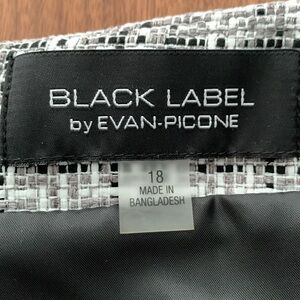 BLACK LABEL
by EVAN-PICONE
18
MADE IN
BANGLADESH